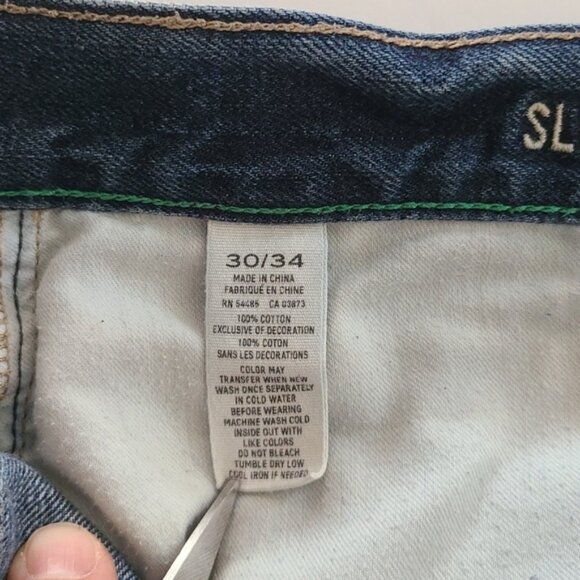 SL
30/34
MADE IN CHINA
FABRIQUÉ EN CHINE
RN 54485 CA 03873
100% COTTON
EXCLUSIVE OF DECORATION
100% COTON
SANS LES DECORATIONS
COLOR MAY
TRANSFER WHEN NEW
WASH ONCE SEPARATELY
IN COLD WATER
BEFORE WEARING
MACHINE WASH COLD
INSIDE OUT WITH
LIKE COLORS
DO NOT BLEACH
TUMBLE DRY LOW
COOL IRON IF NEEDED